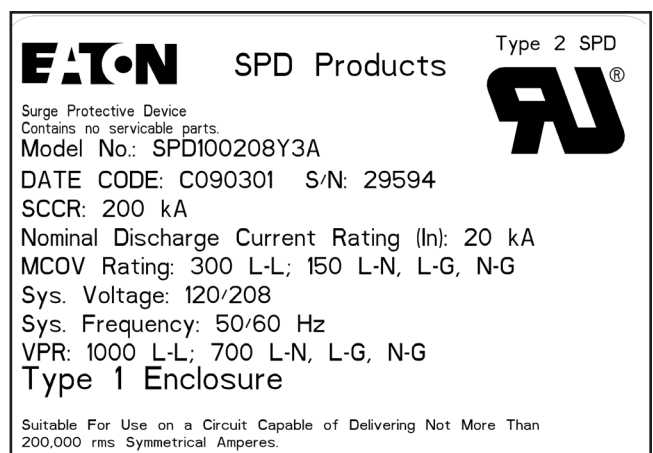 Type 2 SPD
EATON SPD Products
RU ®
Surge Protective Device
Contains no servicable parts.
Model No.: SPD100208Y3A
DATE CODE: C090301 S/N: 29594
SCCR: 200 kA
Nominal Discharge Current Rating (In): 20 kA
MCOV Rating: 300 L-L; 150 L-N, L-G, N-G
Sys. Voltage: 120/208
Sys. Frequency: 50/60 Hz
VPR: 1000 L-L; 700 L-N, L-G, N-G
Type 1 Enclosure
Suitable For Use on a Circuit Capable of Delivering Not More Than
200,000 rms Symmetrical Amperes.